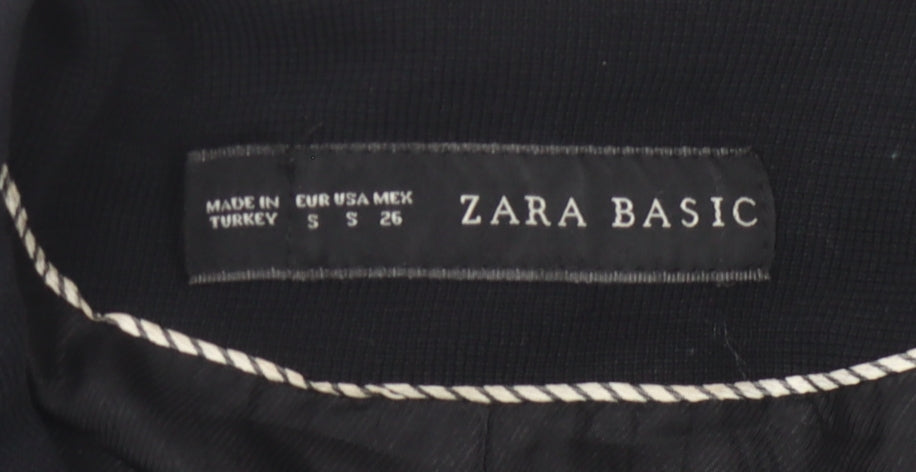 MADE IN EUR USA MEX
TURKEY S S 26
ZARA BASIC